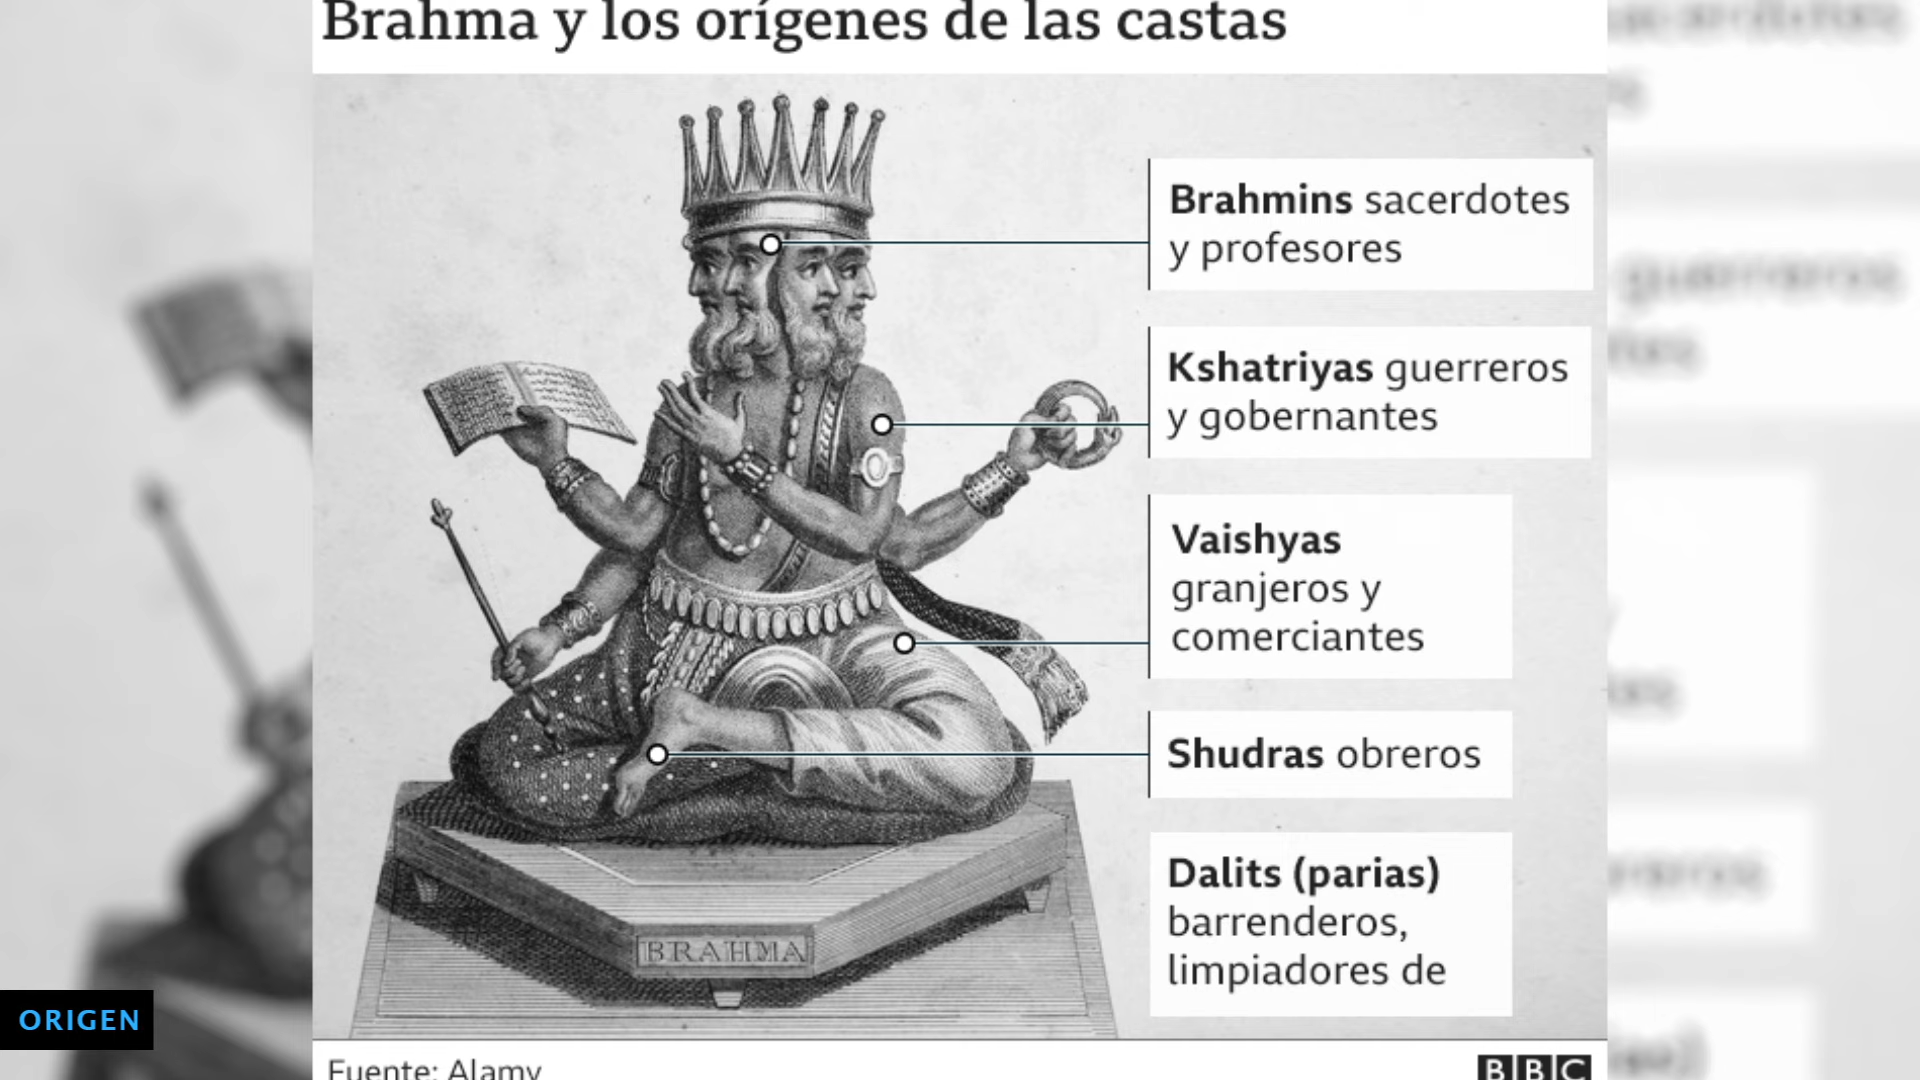 Brahma y los orígenes de las castas
Brahmins sacerdotes
y profesores
Kshatriyas guerreros
y gobernantes
Vaishyas
granjeros y
comerciantes
Shudras obreros
Dalits (parias)
barrenderos,
limpiadores de
BRAHMA
ORIGEN
Fuente: Alamy
BBC